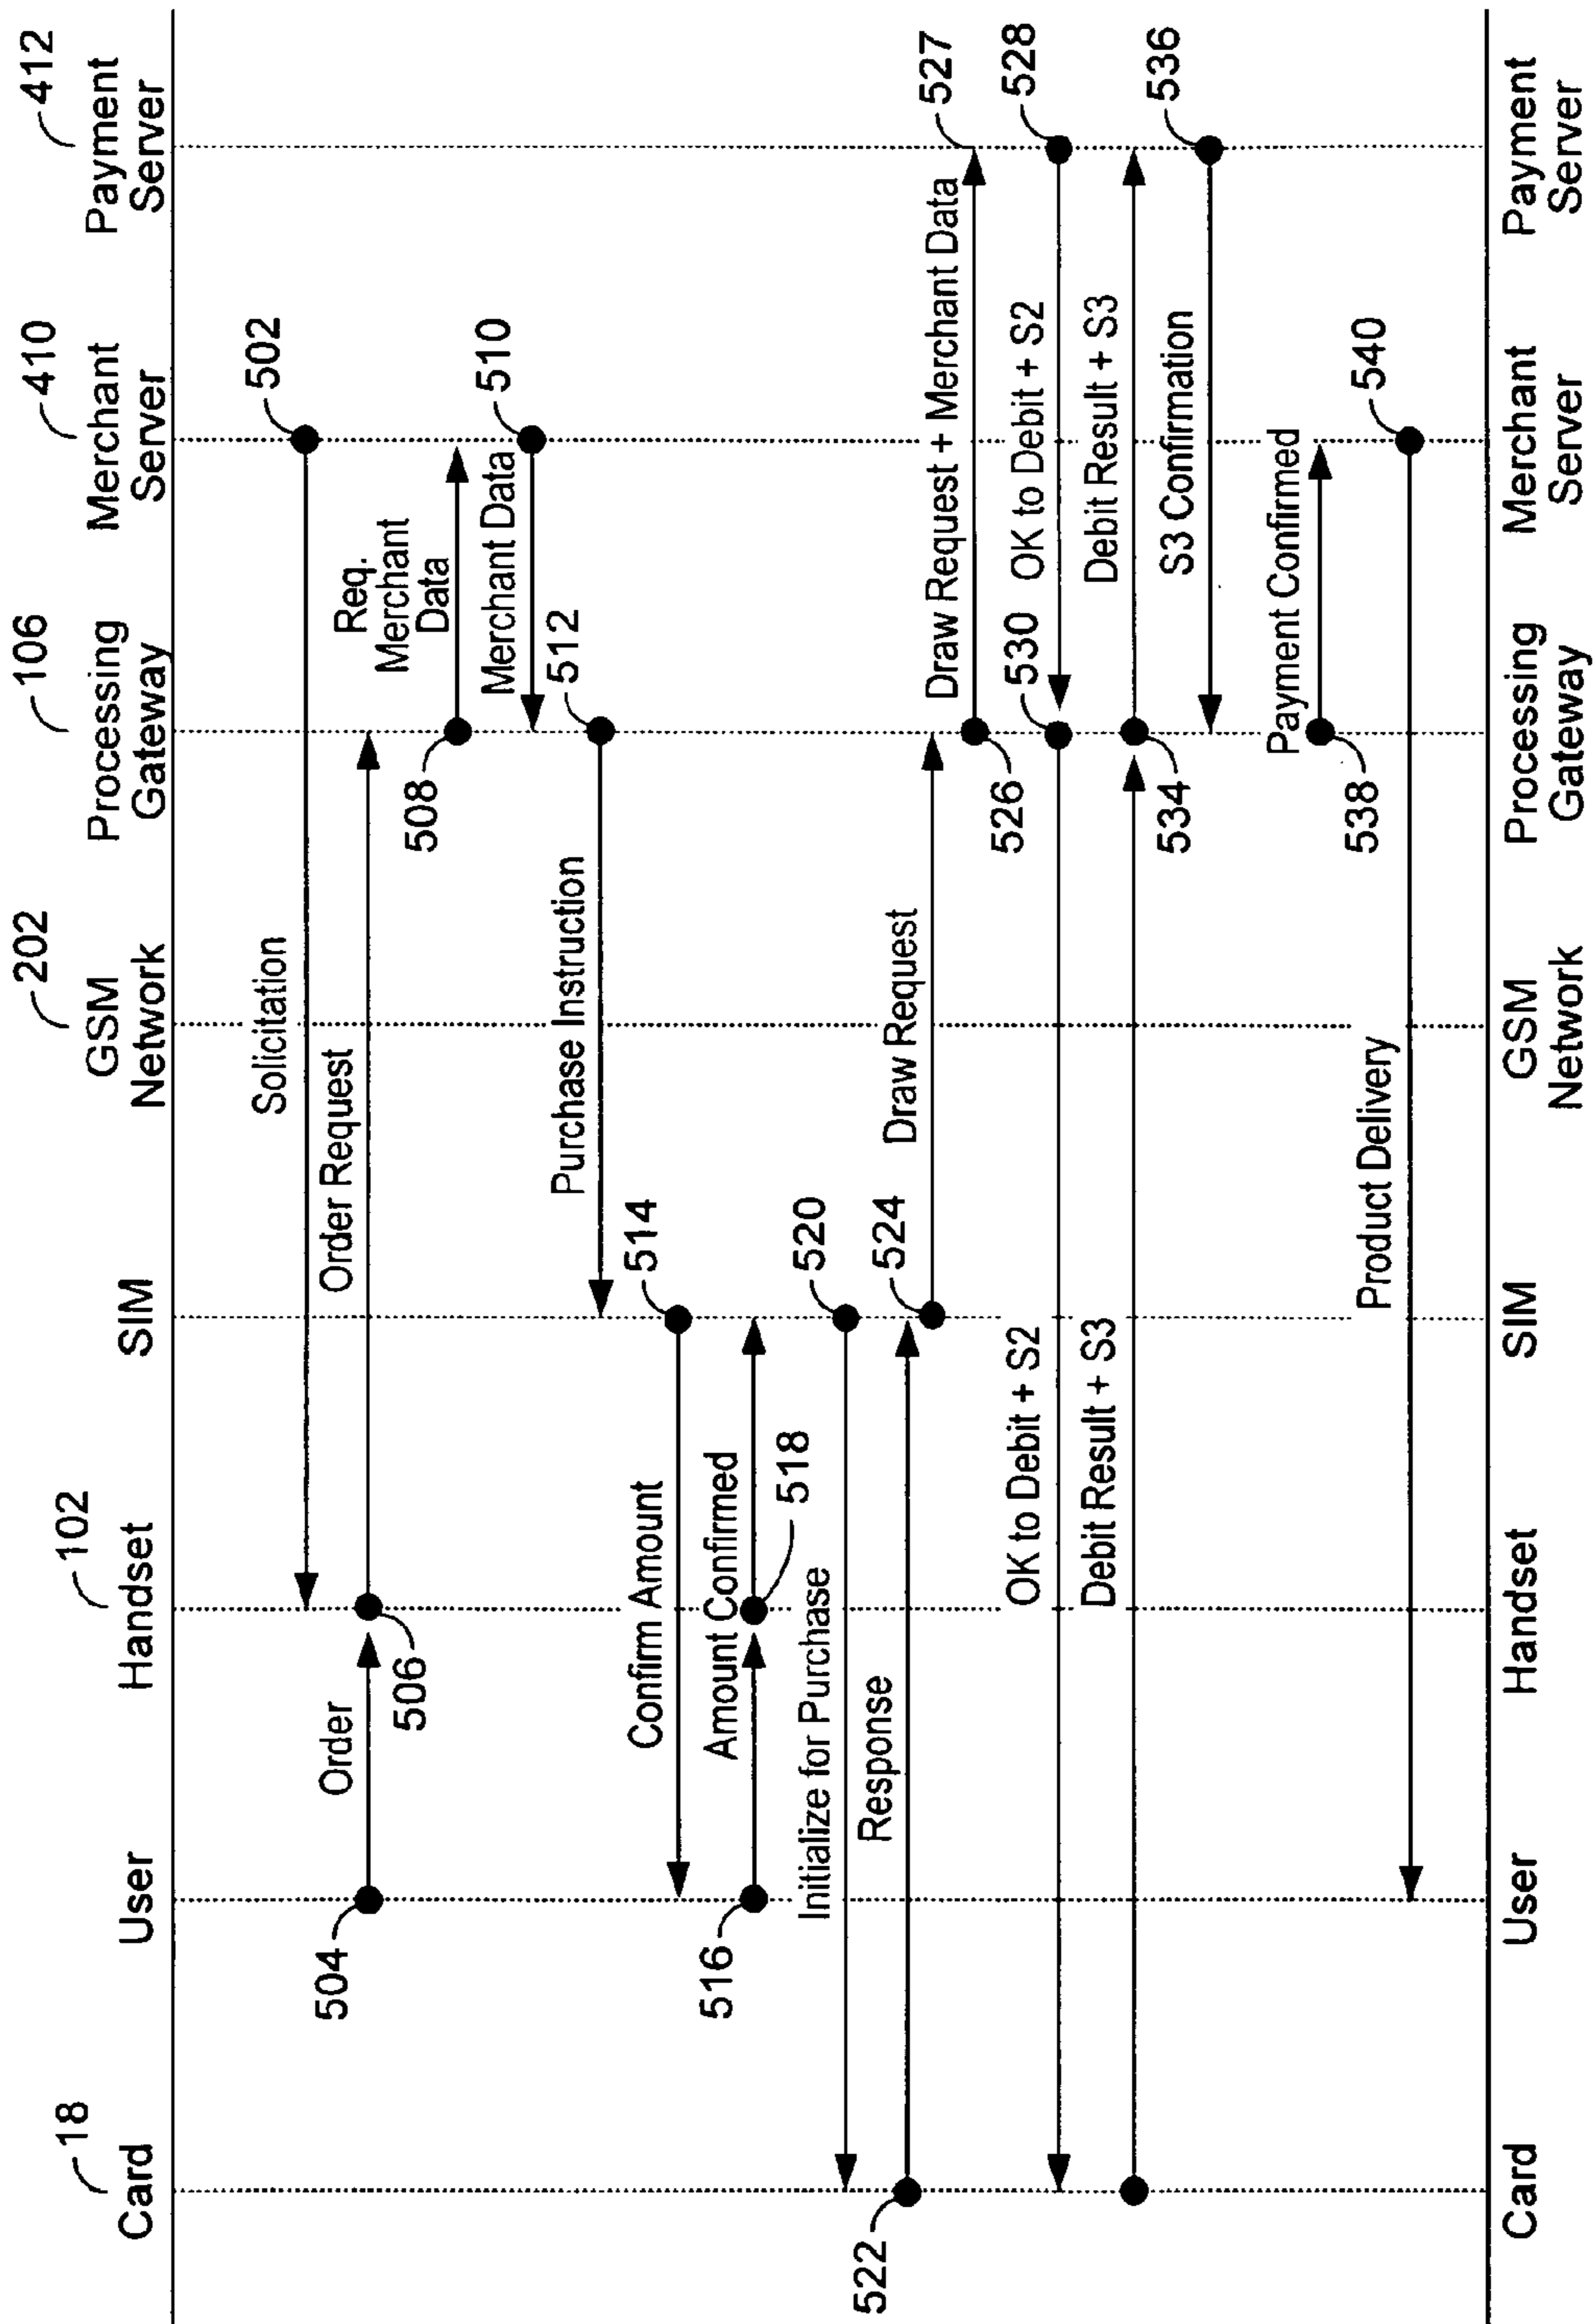 18
Card
User
102
Handset
SIM
202
GSM
Network
106
Processing
Gateway
410
Merchant
Server
412
Payment
Server
502
Solicitation
504
Order
506
Order Request
508
Req.
Merchant
Data
510
Merchant Data
512
Purchase Instruction
514
Confirm Amount
516
Amount Confirmed
518
520
Initialize for Purchase
522
Response
524
Draw Request
526
Draw Request + Merchant Data
527
528
OK to Debit + S2
530
OK to Debit + S2
Debit Result + S3
534
Debit Result + S3
536
S3 Confirmation
538
Payment Confirmed
540
Product Delivery
Card
User
Handset
SIM
GSM
Network
Processing
Gateway
Merchant
Server
Payment
Server